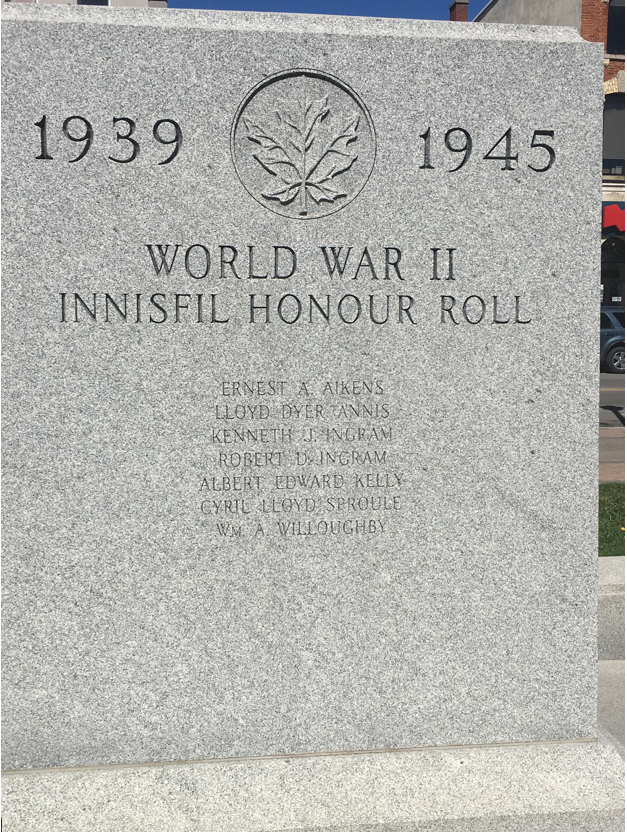 1939 1945
WORLD WAR II
INNISFIL HONOUR ROLL
ERNEST A. AIKENS
LLOYD DYER ANNIS
KENNETH J. INGRAM
ROBERT D. INGRAM
ALBERT EDWARD KELLY
CYRIL LLOYD SPROULE
WM A. WILLOUGHBY